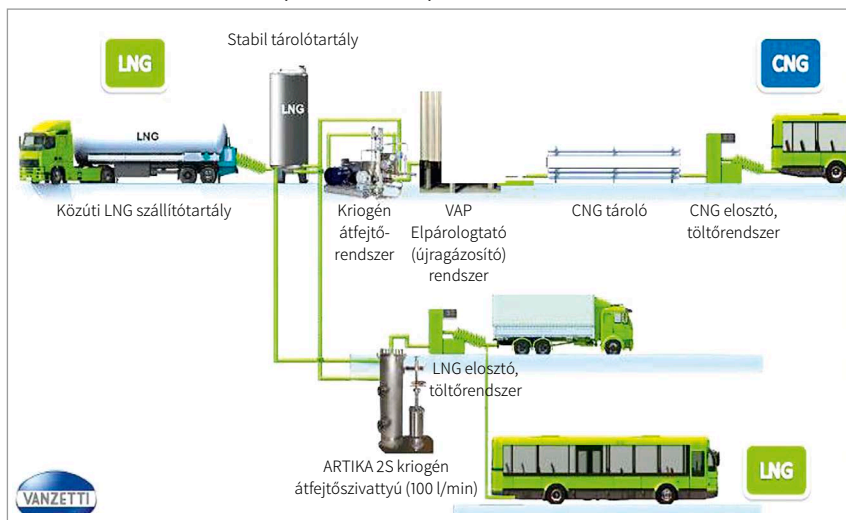 Stabil tárolótartály
LNG
CNG
LNG
LNG
Közúti LNG szállítótartály
Kriogén
átfejtő-
rendszer
VAP
Elpárologtató
(újragázosító)
rendszer
CNG tároló
CNG elosztó,
töltőrendszer
LNG elosztó,
töltőrendszer
ARTIKA 2S kriogén
átfejtőszivattyú (100 l/min)
LNG
VANZETTI